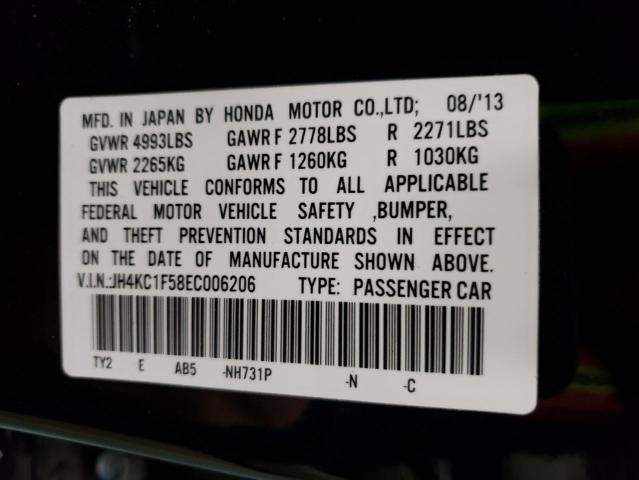 MFD. IN JAPAN BY HONDA MOTOR CO.,LTD; 08/'13
GVWR 4993LBS GAWR F 2778LBS R 2271LBS
GVWR 2265KG GAWR F 1260KG R 1030KG
THIS VEHICLE CONFORMS TO ALL APPLICABLE
FEDERAL MOTOR VEHICLE SAFETY ,BUMPER,
AND THEFT PREVENTION STANDARDS IN EFFECT
ON THE DATE OF MANUFACTURE SHOWN ABOVE.
V.I.N.:JH4KC1F58EC006206 TYPE: PASSENGER CAR
TY2 E AB5 -NH731P -N -C